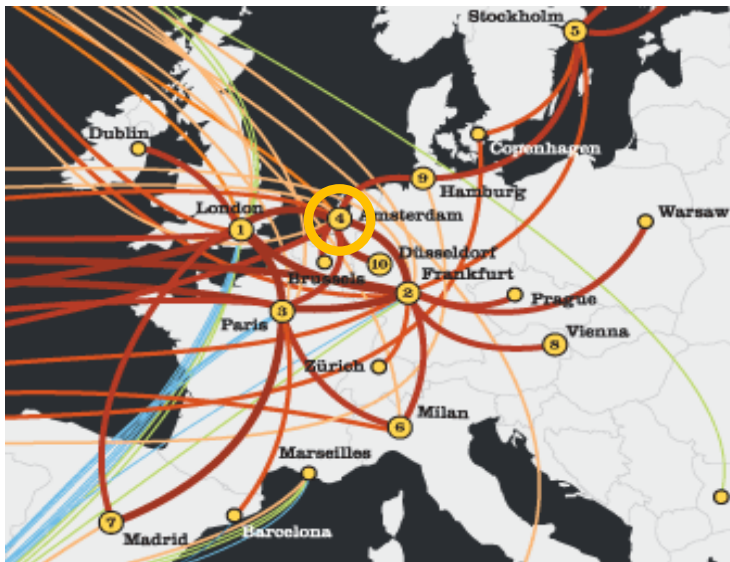 Stockholm
5
Dublin
Copenhagen
9
Hamburg
London
4
Amsterdam
Warsaw
1
Düsseldorf
10
Brussels
Frankfurt
2
Prague
3
Paris
Vienna
8
Zürich
Milan
6
Marseilles
7
Madrid
Barcelona